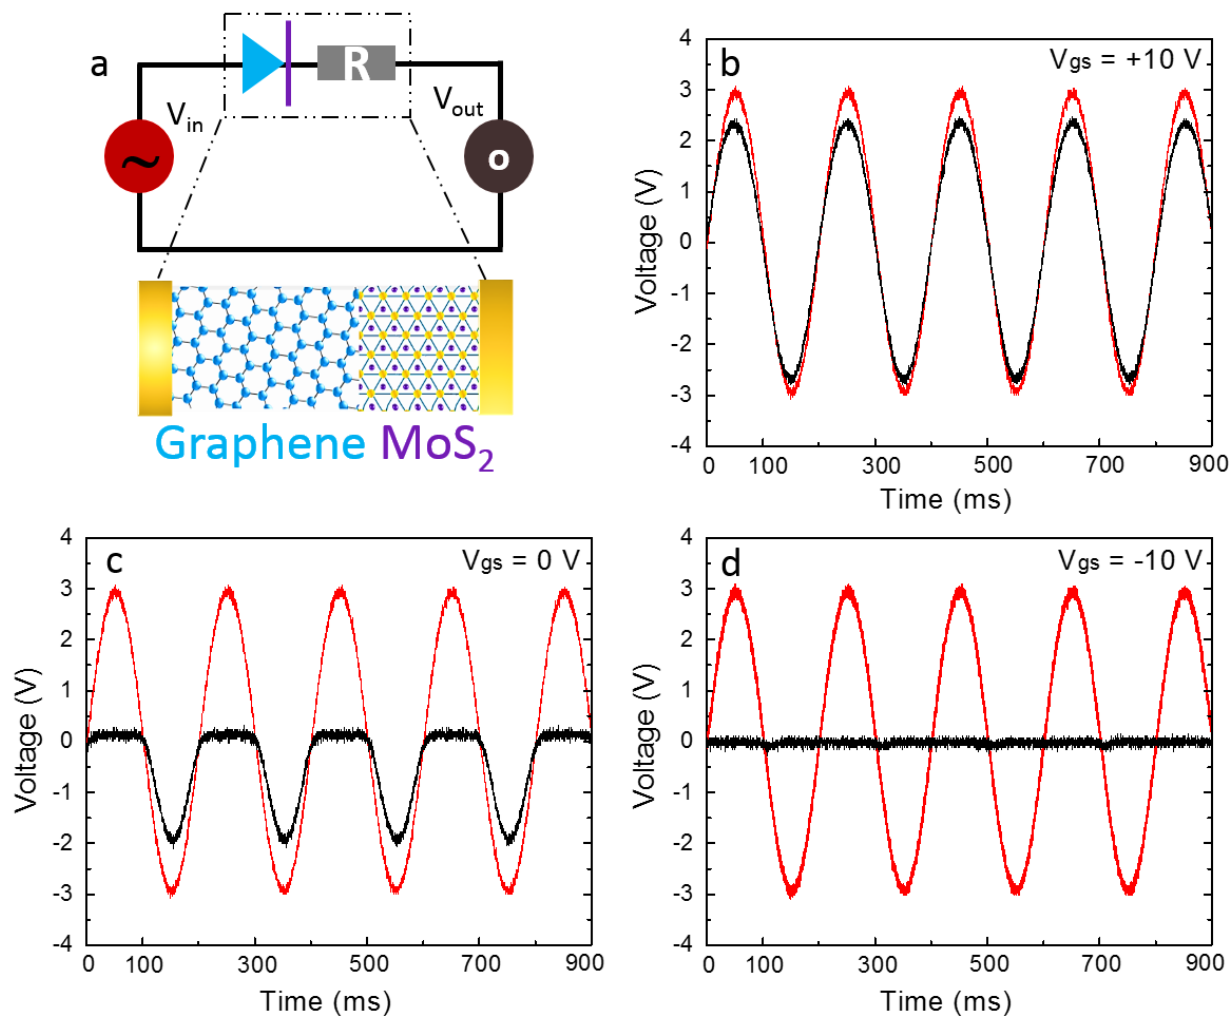 a
R
V_in
V_out
~
o
Graphene MoS₂
b
V_gs = +10 V
4
3
2
1
0
-1
-2
-3
-4
Voltage (V)
0 100 300 500 700 900
Time (ms)
c
V_gs = 0 V
4
3
2
1
0
-1
-2
-3
-4
Voltage (V)
0 100 300 500 700 900
Time (ms)
d
V_gs = -10 V
4
3
2
1
0
-1
-2
-3
-4
Voltage (V)
0 100 300 500 700 900
Time (ms)